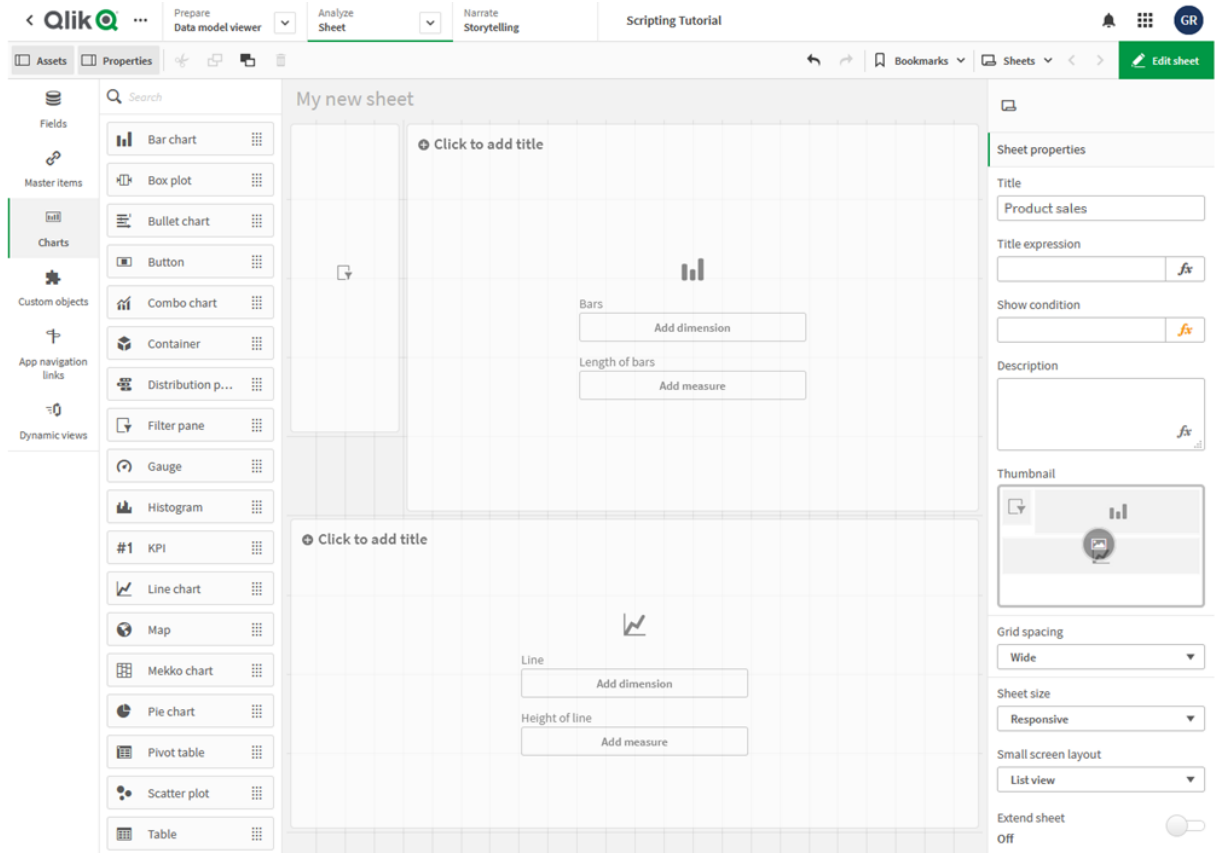 Qlik
Prepare
Data model viewer
Analyze
Sheet
Narrate
Storytelling
Scripting Tutorial
GR
Assets
Properties
Bookmarks
Sheets
Edit sheet
Fields
Master items
Charts
Custom objects
App navigation
links
Dynamic views
Search
Bar chart
Box plot
Bullet chart
Button
Combo chart
Container
Distribution p...
Filter pane
Gauge
Histogram
#1 KPI
Line chart
Map
Mekko chart
Pie chart
Pivot table
Scatter plot
Table
My new sheet
Click to add title
Bars
Add dimension
Length of bars
Add measure
Click to add title
Line
Add dimension
Height of line
Add measure
Sheet properties
Title
Product sales
Title expression
fx
Show condition
fx
Description
fx
Thumbnail
Grid spacing
Wide
Sheet size
Responsive
Small screen layout
List view
Extend sheet
Off